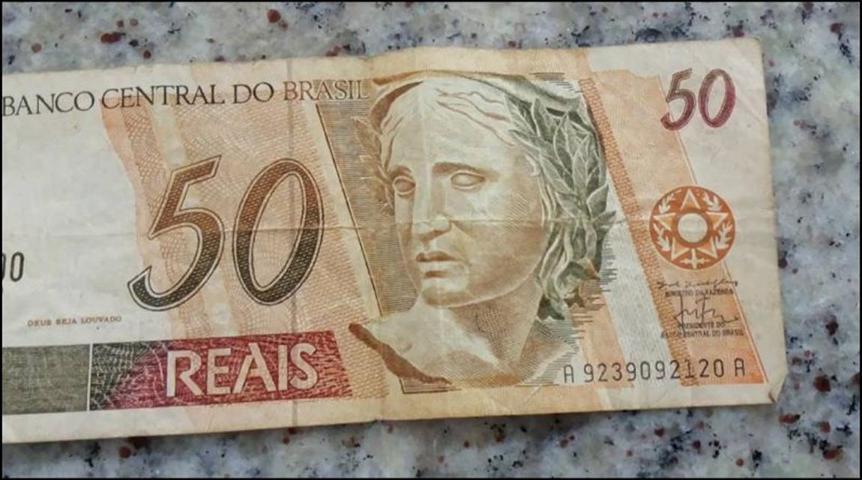 BANCO CENTRAL DO BRASIL
50
50
00
DEUS SEJA LOUVADO
REAIS
MINISTRO DA FAZENDA
PRESIDENTE DO
BANCO CENTRAL DO BRASIL
A 9239092120 A